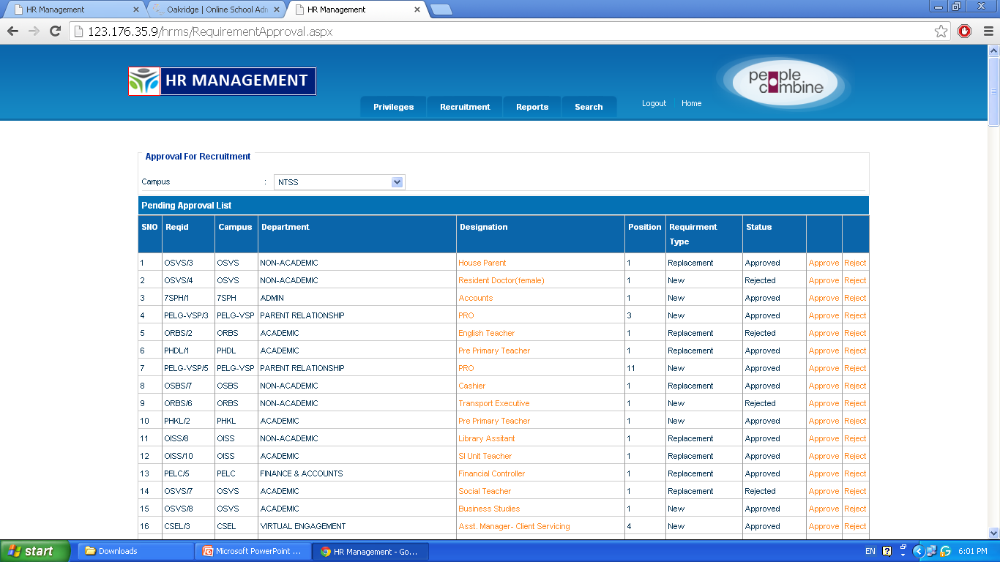 HR Management
Oakridge | Online School Adn
HR Management
123.176.35.9/hrms/RequirementApproval.aspx
HR MANAGEMENT
people combine
Privileges Recruitment Reports Search Logout Home
Approval For Recruitment
Campus : NTSS
Pending Approval List
SNO Reqid Campus Department Designation Position Requirment Type Status
1 OSVS/3 OSVS NON-ACADEMIC House Parent 1 Replacement Approved Approve Reject
2 OSVS/4 OSVS NON-ACADEMIC Resident Doctor(female) 1 New Rejected Approve Reject
3 7SPH/1 7SPH ADMIN Accounts 1 New Approved Approve Reject
4 PELG-VSP/3 PELG-VSP PARENT RELATIONSHIP PRO 3 New Approved Approve Reject
5 ORBS/2 ORBS ACADEMIC English Teacher 1 Replacement Rejected Approve Reject
6 PHDL/1 PHDL ACADEMIC Pre Primary Teacher 1 Replacement Approved Approve Reject
7 PELG-VSP/5 PELG-VSP PARENT RELATIONSHIP PRO 11 New Approved Approve Reject
8 OSBS/7 OSBS NON-ACADEMIC Cashier 1 Replacement Approved Approve Reject
9 ORBS/6 ORBS NON-ACADEMIC Transport Executive 1 New Rejected Approve Reject
10 PHKL/2 PHKL ACADEMIC Pre Primary Teacher 1 New Approved Approve Reject
11 OISS/8 OISS NON-ACADEMIC Library Assitant 1 Replacement Approved Approve Reject
12 OISS/10 OISS ACADEMIC SI Unit Teacher 1 Replacement Approved Approve Reject
13 PELC/5 PELC FINANCE & ACCOUNTS Financial Controller 1 Replacement Approved Approve Reject
14 OSVS/7 OSVS ACADEMIC Social Teacher 1 Replacement Rejected Approve Reject
15 OSVS/8 OSVS ACADEMIC Business Studies 1 New Approved Approve Reject
16 CSEL/3 CSEL VIRTUAL ENGAGEMENT Asst. Manager- Client Servicing 4 New Approved Approve Reject
start Downloads Microsoft PowerPoint ... HR Management - Go... EN 6:01 PM